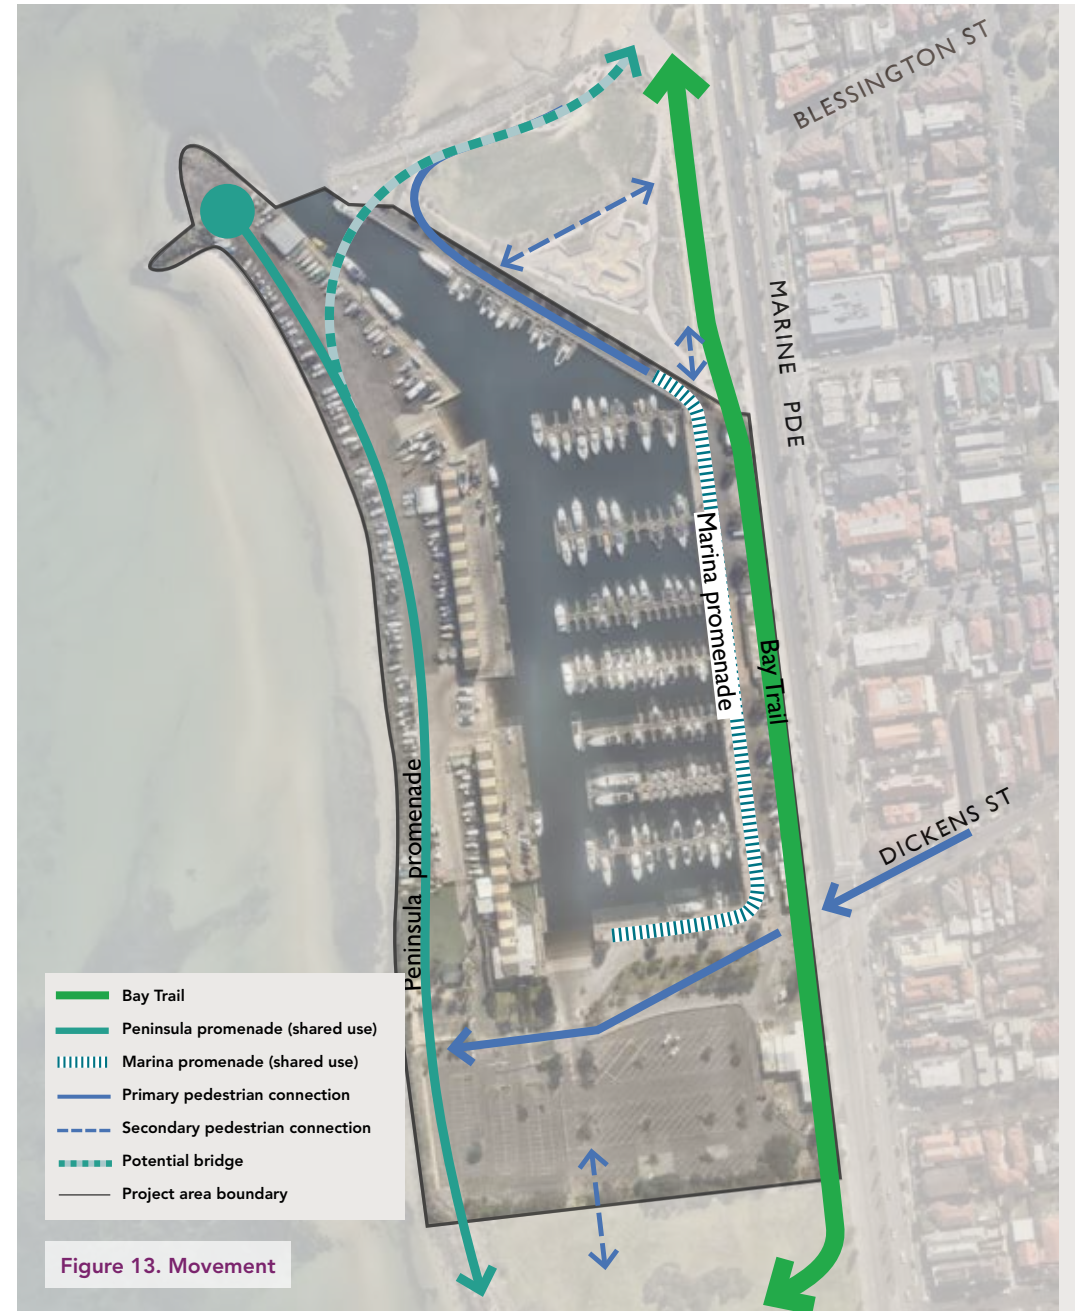 BLESSINGTON ST
MARINE PDE
Marina promenade
Bay Trail
Peninsula promenade
DICKENS ST
Bay Trail
Peninsula promenade (shared use)
Marina promenade (shared use)
Primary pedestrian connection
Secondary pedestrian connection
Potential bridge
Project area boundary
Figure 13. Movement